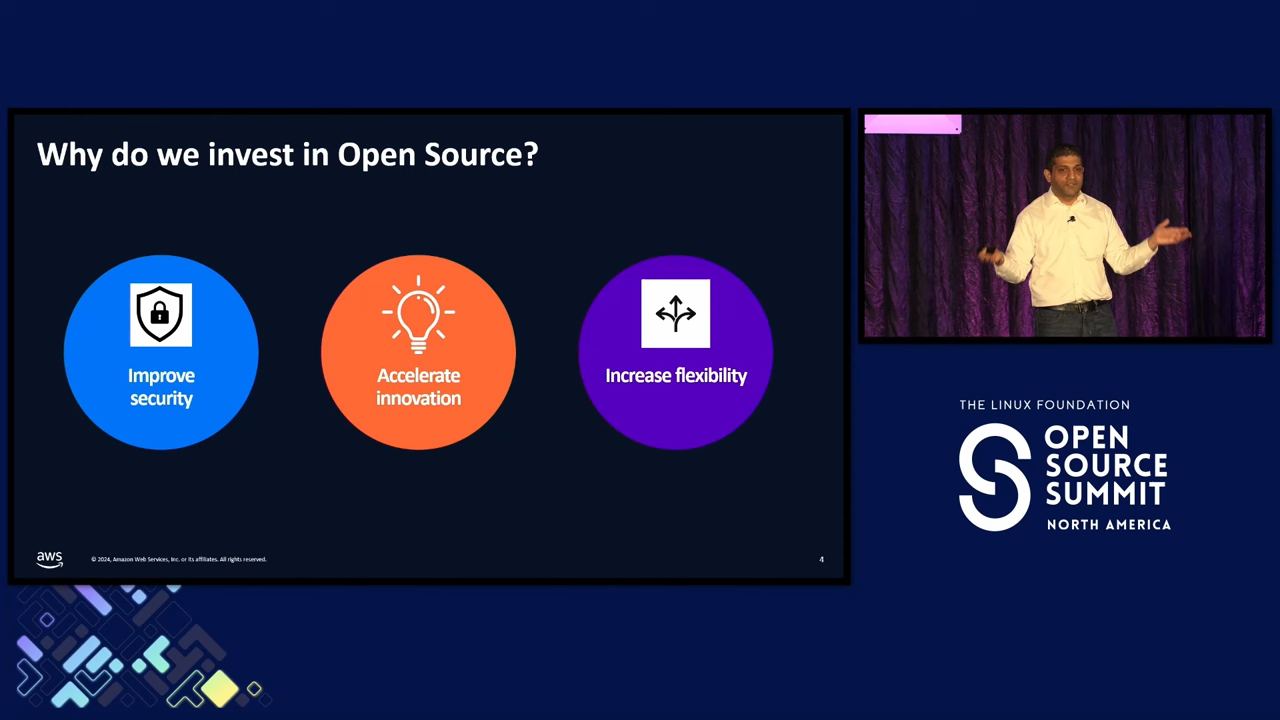 Why do we invest in Open Source?
Improve
security
Accelerate
innovation
Increase flexibility
aws
© 2024, Amazon Web Services, Inc. or its affiliates. All rights reserved.
4
THE LINUX FOUNDATION
OPEN
SOURCE
SUMMIT
NORTH AMERICA